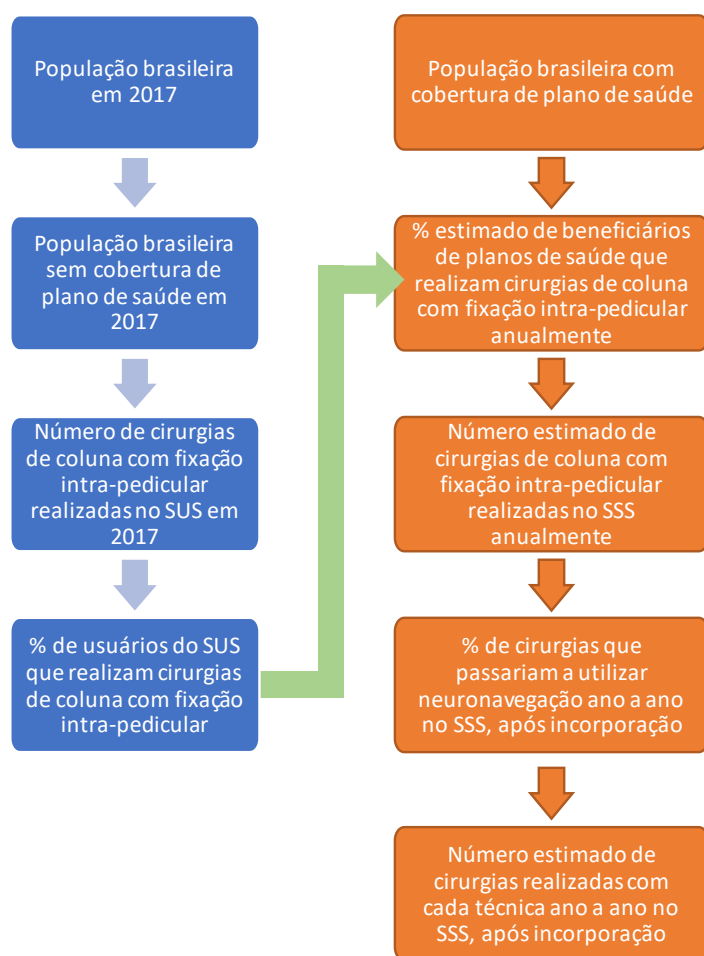 População brasileira
em 2017
População brasileira
sem cobertura de
plano de saúde em
2017
Número de cirurgias
de coluna com fixação
intra-pedicular
realizadas no SUS em
2017
% de usuários do SUS
que realizam cirurgias
de coluna com fixação
intra-pedicular
População brasileira com
cobertura de plano de saúde
% estimado de beneficiários
de planos de saúde que
realizam cirurgias de coluna
com fixação intra-pedicular
anualmente
Número estimado de
cirurgias de coluna com
fixação intra-pedicular
realizadas no SSS
anualmente
% de cirurgias que
passariam a utilizar
neuronavegação ano a ano
no SSS, após incorporação
Número estimado de
cirurgias realizadas com
cada técnica ano a ano no
SSS, após incorporação